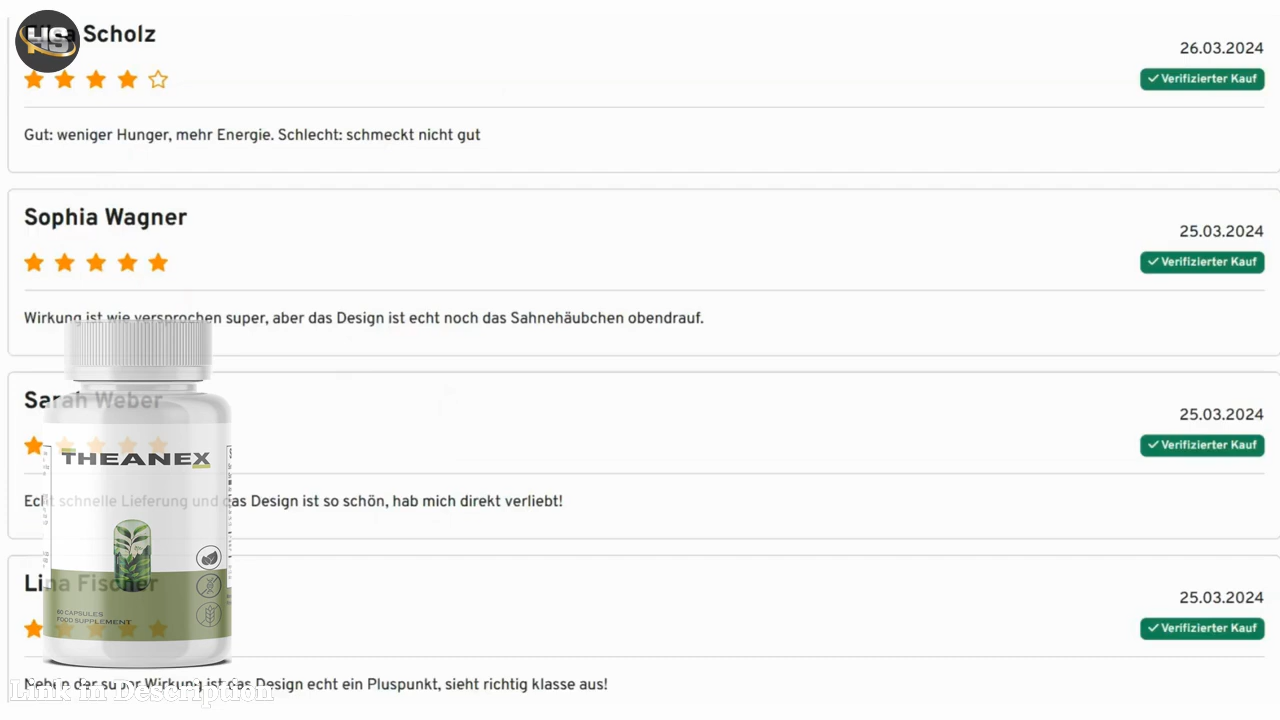 HS
Scholz
26.03.2024
Verifizierter Kauf
Gut: weniger Hunger, mehr Energie. Schlecht: schmeckt nicht gut
Sophia Wagner
25.03.2024
Verifizierter Kauf
Wirkung ist wie versprochen super, aber das Design ist echt noch das Sahnehäubchen obendrauf.
Sarah Weber
25.03.2024
Verifizierter Kauf
Echt schnelle Lieferung und das Design ist so schön, hab mich direkt verliebt!
THEANEX
Lina Fischer
25.03.2024
60 CAPSULES
FOOD SUPPLEMENT
Verifizierter Kauf
Neben der super Wirkung ist das Design echt ein Pluspunkt, sieht richtig klasse aus!
Link in Description